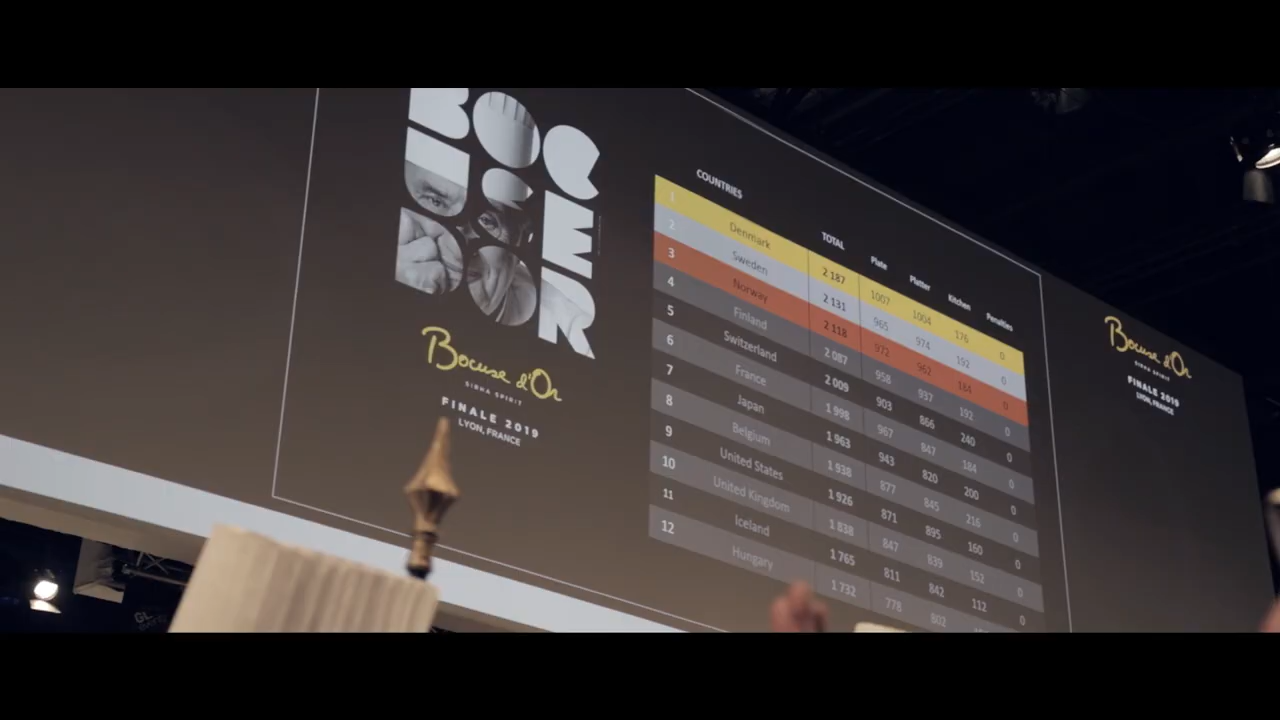 BOC
U'SE
DOR
Bocuse d'Or
SIRHA SPIRIT
FINALE 2019
LYON, FRANCE
COUNTRIES TOTAL Plate Platter Kitchen Penalties
1 Denmark 2 187 1007 1004 176 0
2 Sweden 2 131 965 974 192 0
3 Norway 2 118 972 962 184 0
4 Finland 2 087 958 937 192 0
5 Switzerland 2 009 903 866 240 0
6 France 1 998 967 847 184 0
7 Japan 1 963 943 820 200 0
8 Belgium 1 938 877 845 216 0
9 United States 1 926 871 895 160 0
10 United Kingdom 1 838 847 839 152 0
11 Iceland 1 765 811 842 112 0
12 Hungary 1 732 778 802
Bocuse d'Or
SIRHA SPIRIT
FINALE 2019
LYON, FRANCE